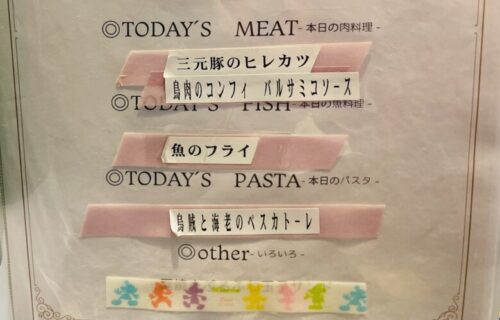 ◎TODAY´S MEAT-本日の肉料理-
三元豚のヒレカツ
鳥肉のコンフィ バルサミコソース
◎TODAY´S FISH-本日の魚料理-
魚のフライ
◎TODAY´S PASTA-本日のパスタ-
烏賊と海老のペスカトーレ
◎other-いろいろ-